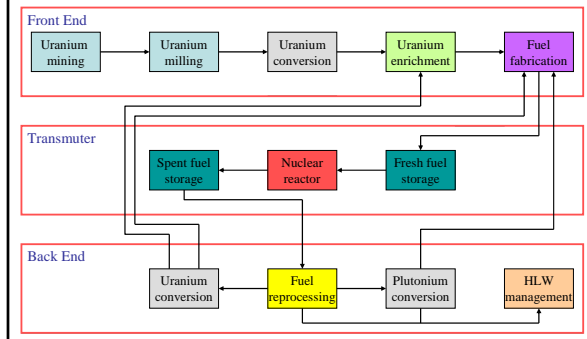 Front End
Uranium
mining
Uranium
milling
Uranium
conversion
Uranium
enrichment
Fuel
fabrication
Transmuter
Spent fuel
storage
Nuclear
reactor
Fresh fuel
storage
Back End
Uranium
conversion
Fuel
reprocessing
Plutonium
conversion
HLW
management